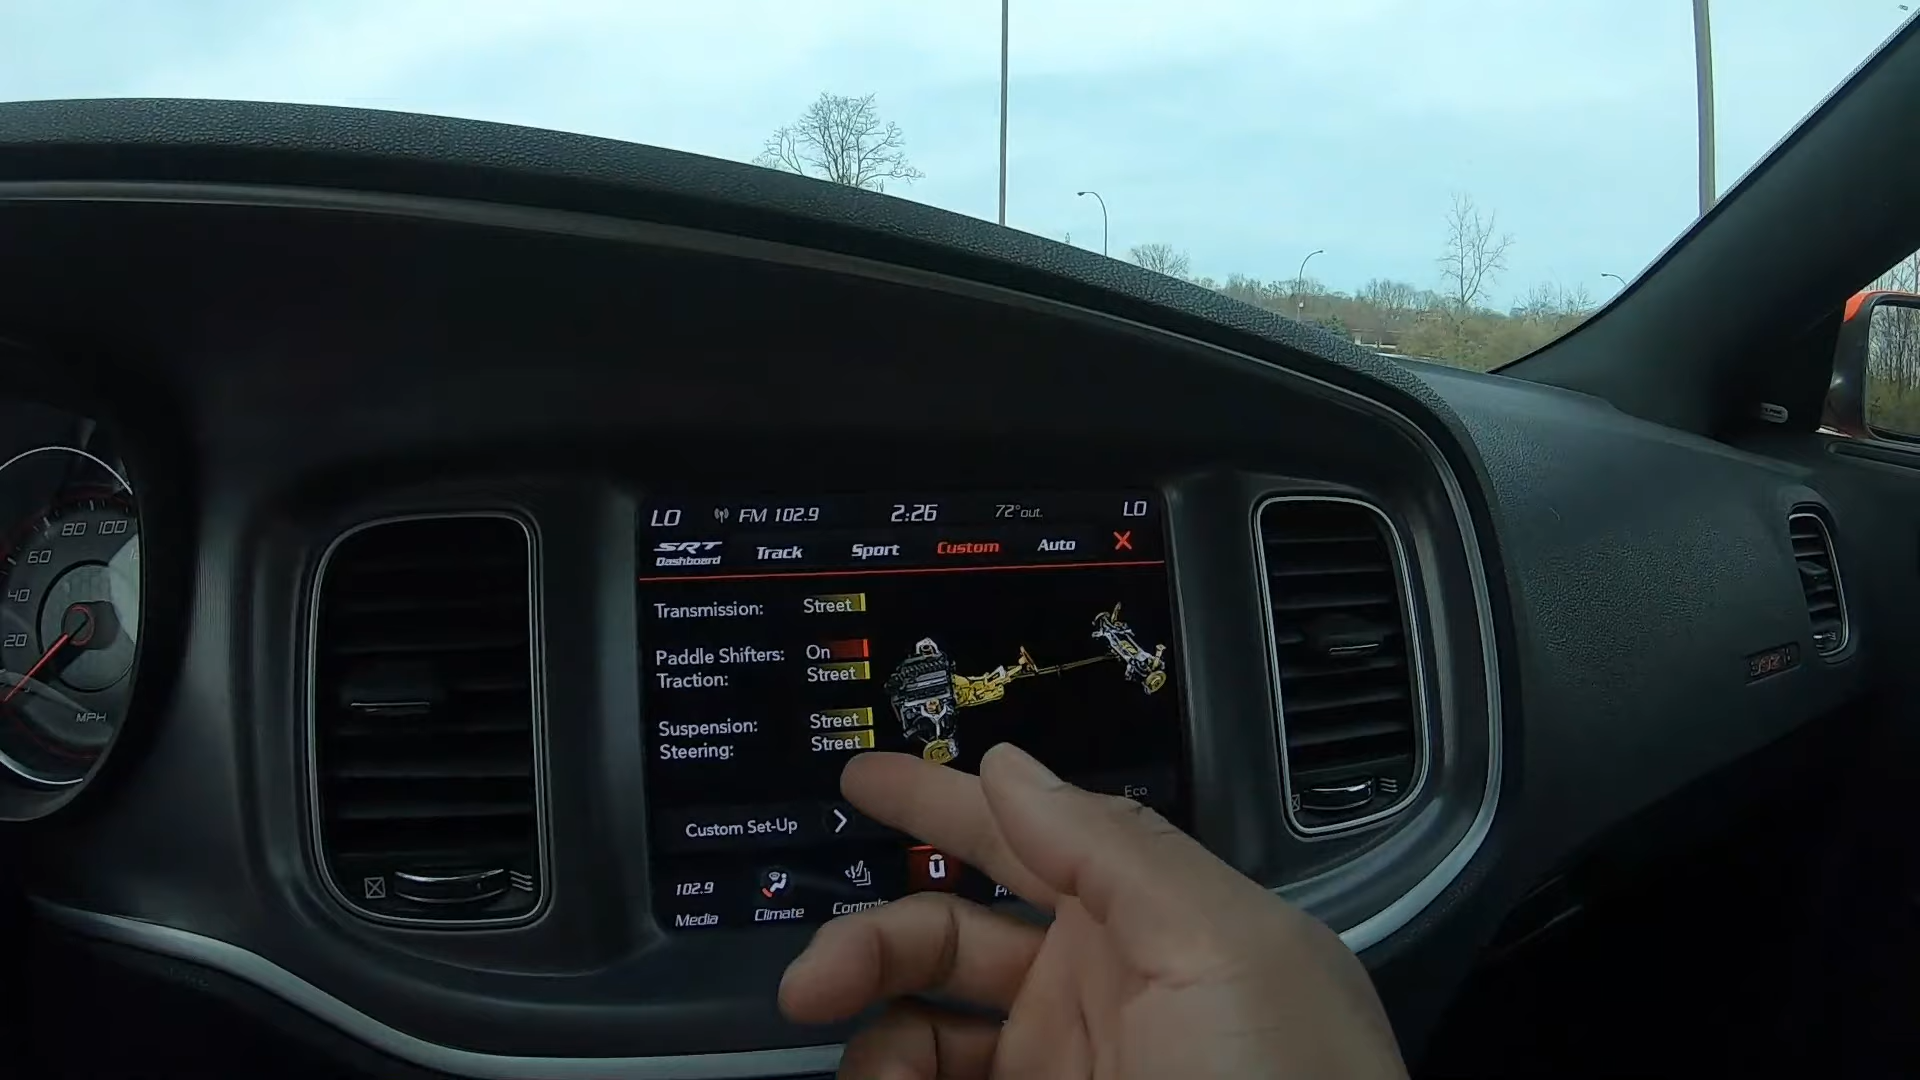 LO FM 102.9 2:26 72° out. LO
SRT Dashboard Track Sport Custom Auto X
Transmission: Street
Paddle Shifters: On
Traction: Street
Suspension: Street
Steering: Street
Eco
Custom Set-Up >
102.9
Media Climate Controls
80 100
60
40
20
MPH
392